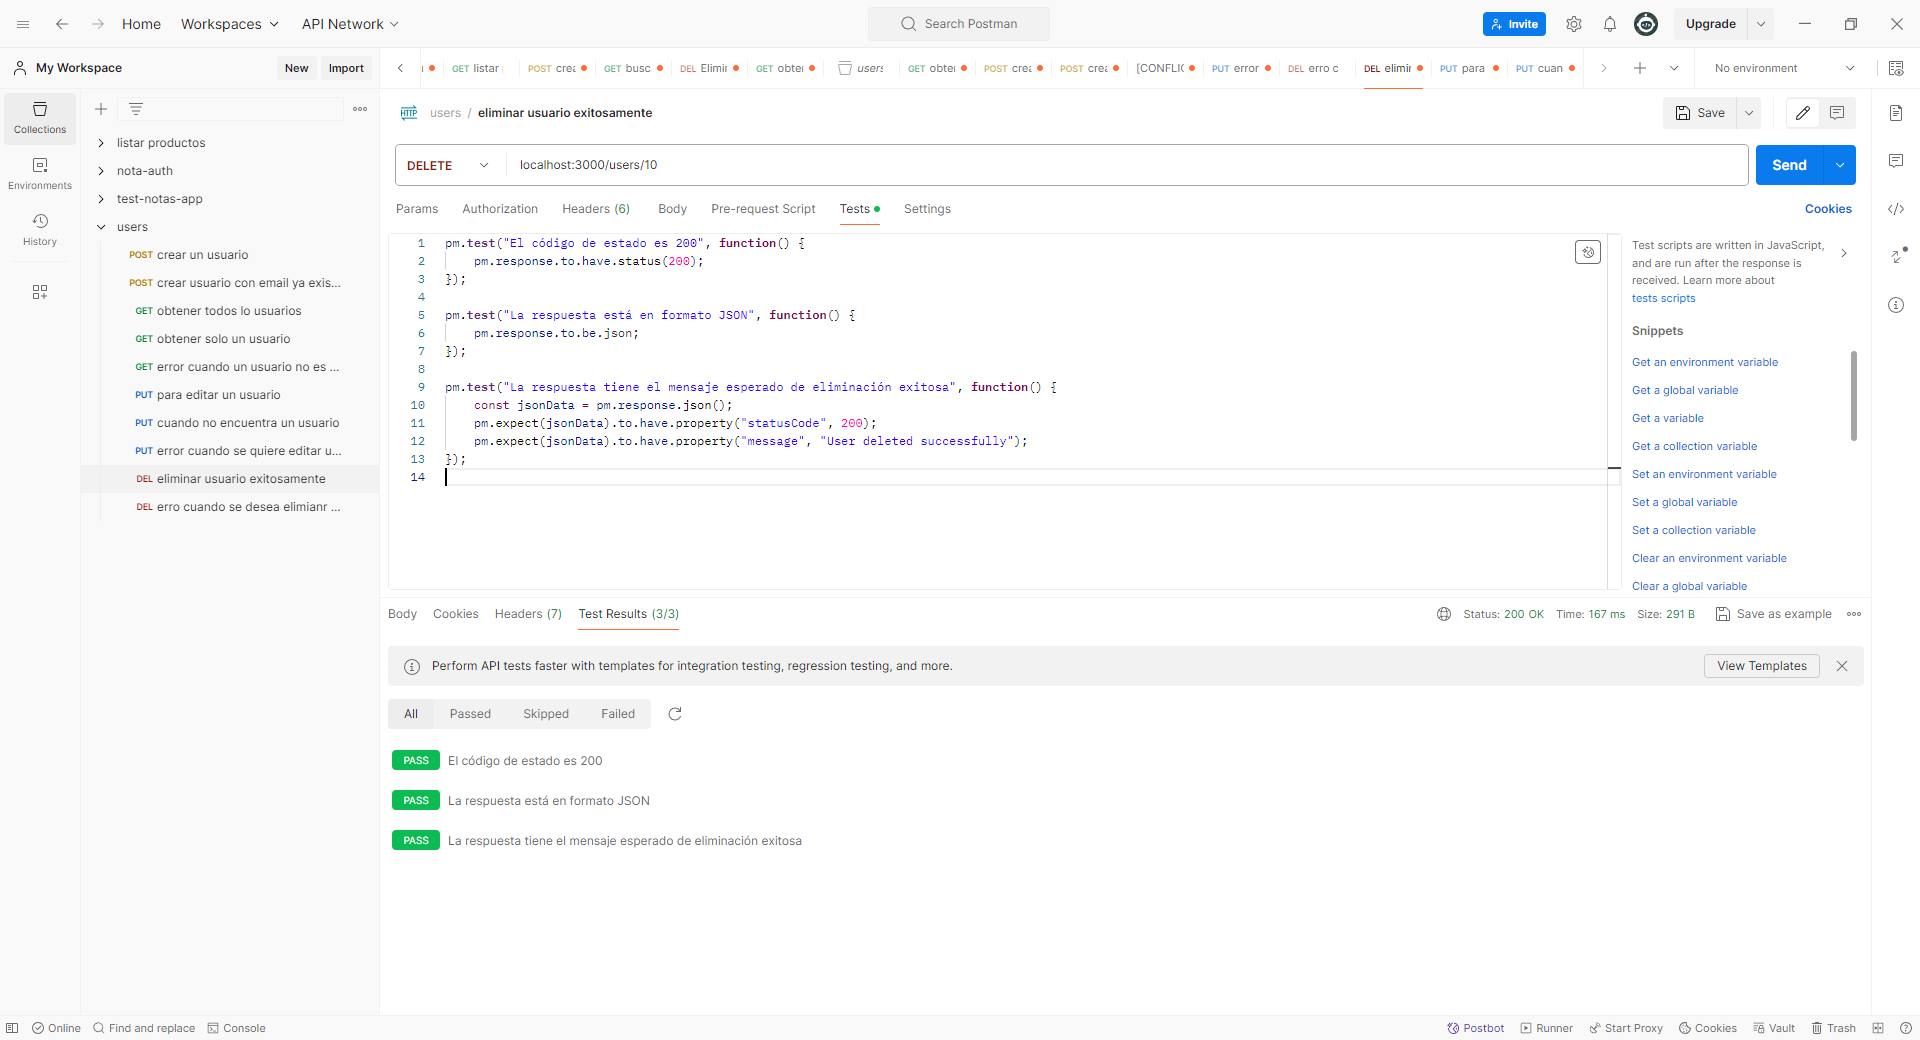 Home
Workspaces
API Network
Search Postman
Invite
Upgrade
My Workspace
New
Import
GET listar
POST crea
GET busc
DEL Elimir
GET obter
users
GET obter
POST crea
POST crea
[CONFLIC
PUT error
DEL erro c
DEL elimir
PUT para
PUT cuan
No environment
Collections
Environments
History
listar productos
nota-auth
test-notas-app
users
POST crear un usuario
POST crear usuario con email ya exis...
GET obtener todos lo usuarios
GET obtener solo un usuario
GET error cuando un usuario no es ...
PUT para editar un usuario
PUT cuando no encuentra un usuario
PUT error cuando se quiere editar u...
DEL eliminar usuario exitosamente
DEL erro cuando se desea elimianr ...
HTTP users / eliminar usuario exitosamente
Save
DELETE
localhost:3000/users/10
Send
Params
Authorization
Headers (6)
Body
Pre-request Script
Tests
Settings
Cookies
1 pm.test("El código de estado es 200", function() {
2 pm.response.to.have.status(200);
3 });
4
5 pm.test("La respuesta está en formato JSON", function() {
6 pm.response.to.be.json;
7 });
8
9 pm.test("La respuesta tiene el mensaje esperado de eliminación exitosa", function() {
10 const jsonData = pm.response.json();
11 pm.expect(jsonData).to.have.property("statusCode", 200);
12 pm.expect(jsonData).to.have.property("message", "User deleted successfully");
13 });
14
Test scripts are written in JavaScript,
and are run after the response is
received. Learn more about
tests scripts
Snippets
Get an environment variable
Get a global variable
Get a variable
Get a collection variable
Set an environment variable
Set a global variable
Set a collection variable
Clear an environment variable
Clear a global variable
Body
Cookies
Headers (7)
Test Results (3/3)
Status: 200 OK
Time: 167 ms
Size: 291 B
Save as example
Perform API tests faster with templates for integration testing, regression testing, and more.
View Templates
All
Passed
Skipped
Failed
PASS El código de estado es 200
PASS La respuesta está en formato JSON
PASS La respuesta tiene el mensaje esperado de eliminación exitosa
Online
Find and replace
Console
Postbot
Runner
Start Proxy
Cookies
Vault
Trash